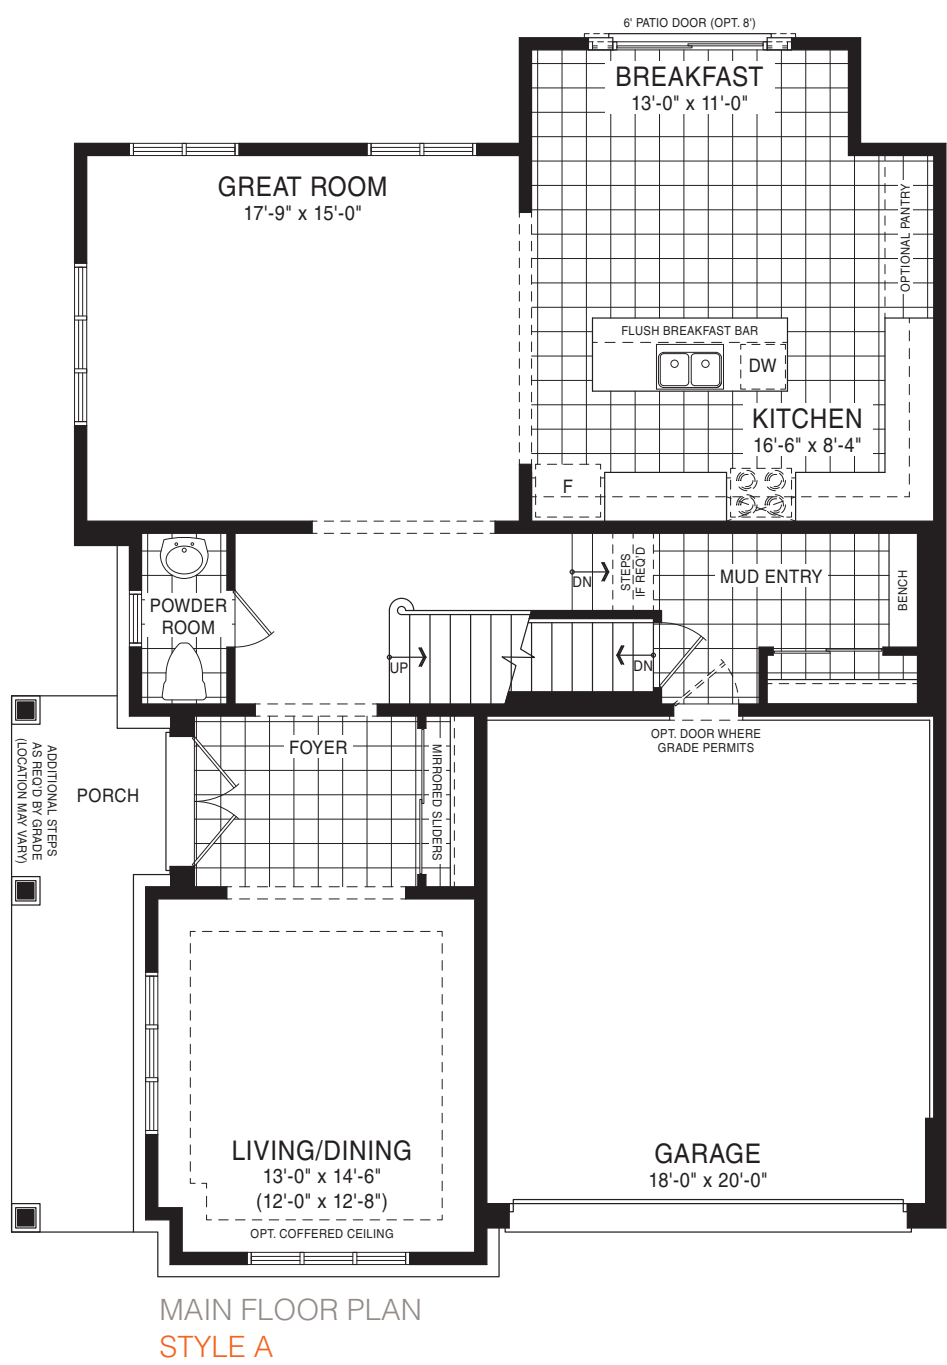 6' PATIO DOOR (OPT. 8')
BREAKFAST
13'-0" x 11'-0"
GREAT ROOM
17'-9" x 15'-0"
OPTIONAL PANTRY
FLUSH BREAKFAST BAR
DW
KITCHEN
16'-6" x 8'-4"
F
STEPS
IF REQ'D
DN
MUD ENTRY
BENCH
POWDER
ROOM
UP
DN
FOYER
MIRRORED SLIDERS
OPT. DOOR WHERE
GRADE PERMITS
PORCH
ADDITIONAL STEPS
AS REQ'D BY GRADE
(LOCATION MAY VARY)
LIVING/DINING
13'-0" x 14'-6"
(12'-0" x 12'-8")
OPT. COFFERED CEILING
GARAGE
18'-0" x 20'-0"
MAIN FLOOR PLAN
STYLE A